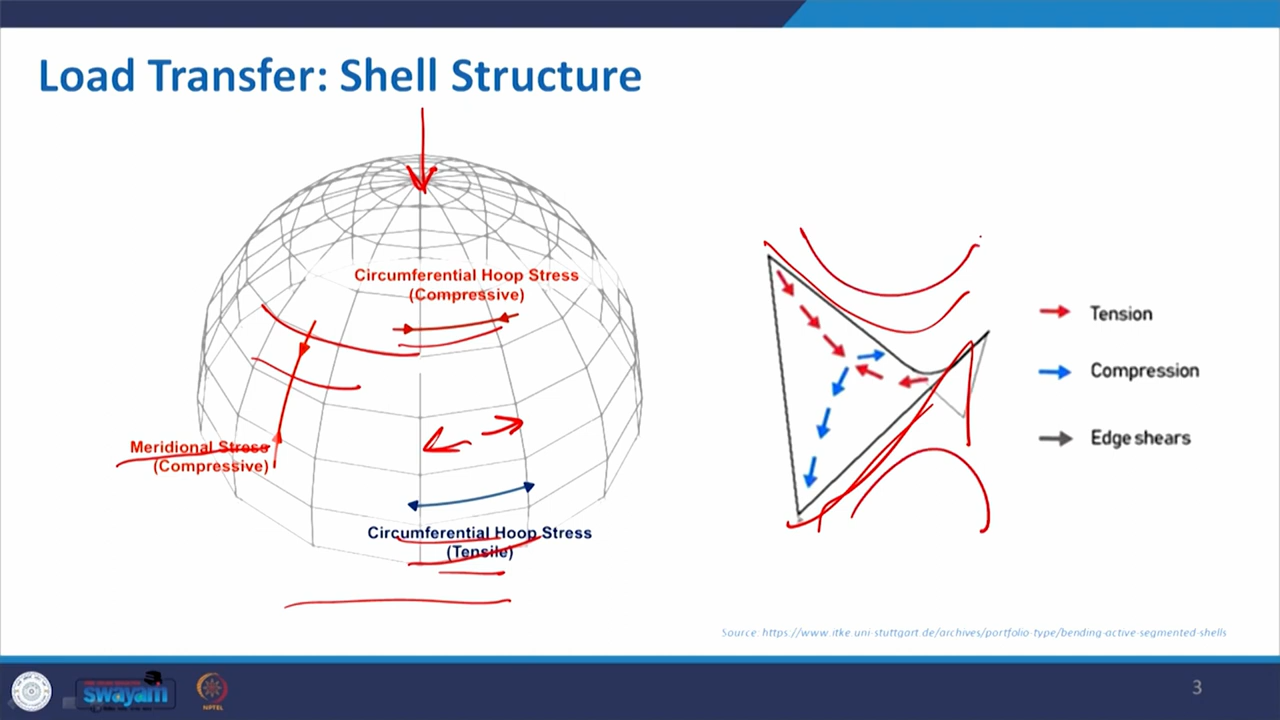 Load Transfer: Shell Structure
Circumferential Hoop Stress
(Compressive)
Meridional Stress
(Compressive)
Circumferential Hoop Stress
(Tensile)
Tension
Compression
Edge shears
Source: https://www.itke.uni-stuttgart.de/archives/portfolio-type/bending-active-segmented-shells
swayam
NPTEL
3